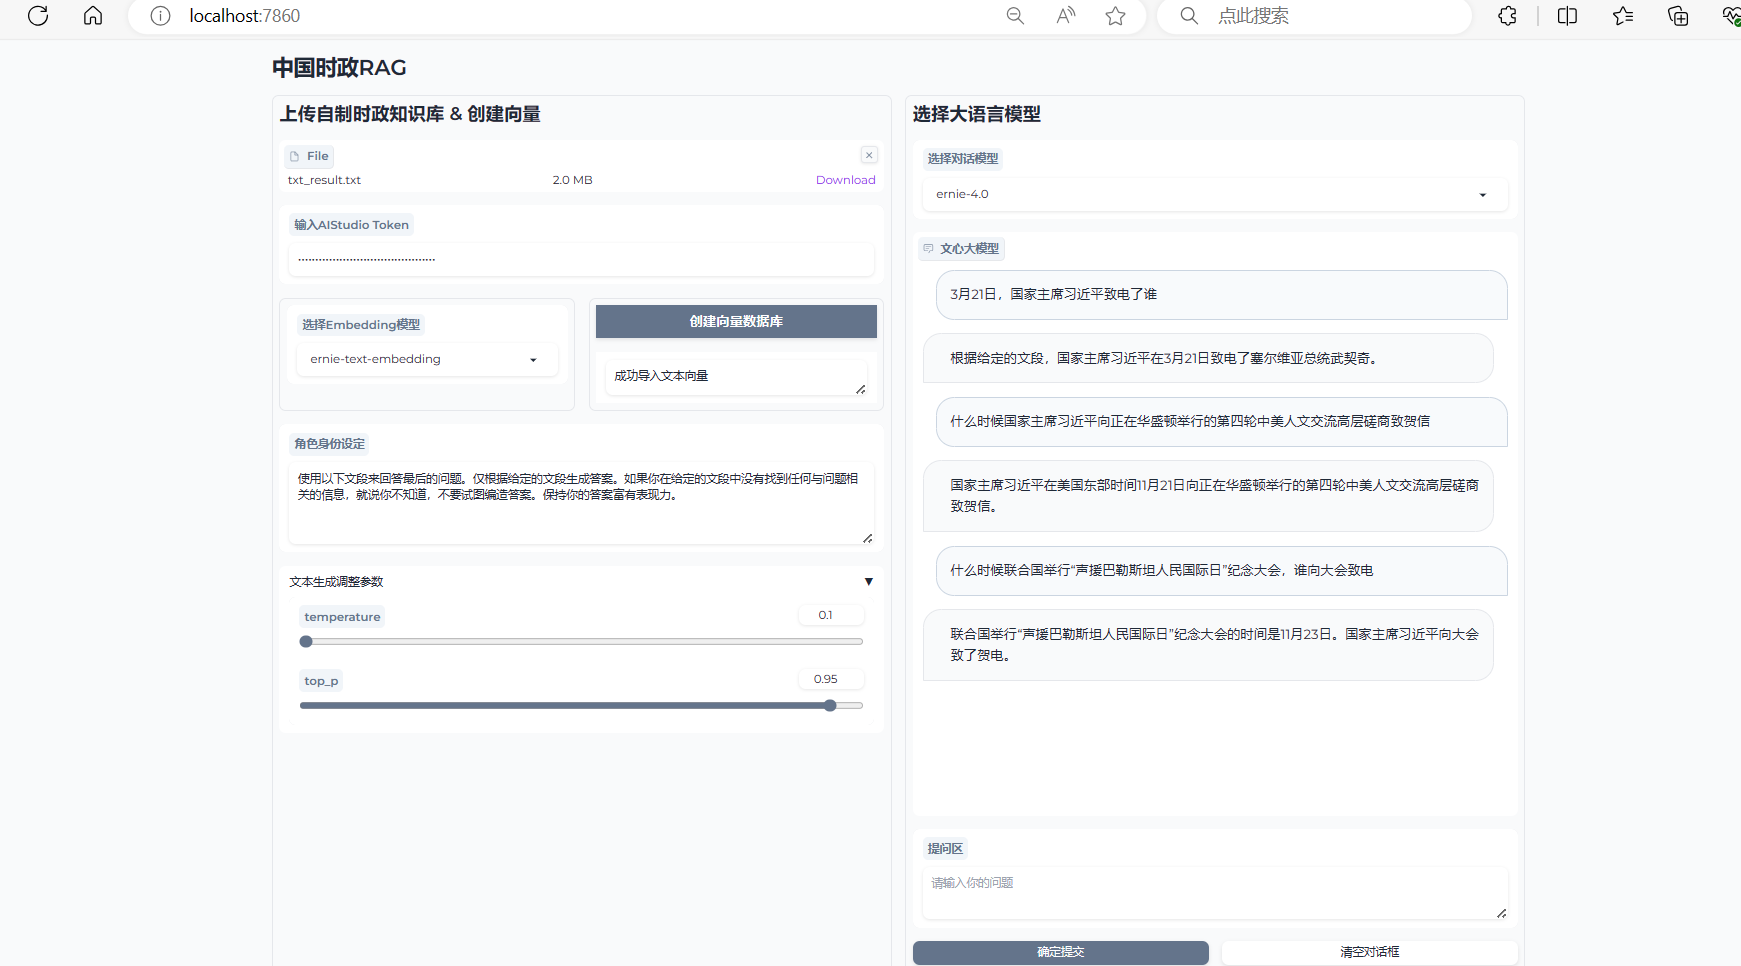 localhost:7860
点此搜索
中国时政RAG
上传自制时政知识库 & 创建向量
File
txt_result.txt 2.0 MB Download
输入AIStudio Token
选择Embedding模型
ernie-text-embedding
创建向量数据库
成功导入文本向量
角色身份设定
使用以下文段来回答最后的问题。仅根据给定的文段生成答案。如果你在给定的文段中没有找到任何与问题相
关的信息，就说你不知道，不要试图编造答案。保持你的答案富有表现力。
文本生成调整参数
temperature 0.1
top_p 0.95
选择大语言模型
选择对话模型
ernie-4.0
文心大模型
3月21日，国家主席习近平致电了谁
根据给定的文段，国家主席习近平在3月21日致电了塞尔维亚总统武契奇。
什么时候国家主席习近平向正在华盛顿举行的第四轮中美人文交流高层磋商致贺信
国家主席习近平在美国东部时间11月21日向正在华盛顿举行的第四轮中美人文交流高层磋商
致贺信。
什么时候联合国举行“声援巴勒斯坦人民国际日”纪念大会，谁向大会致电
联合国举行“声援巴勒斯坦人民国际日”纪念大会的时间是11月23日。国家主席习近平向大会
致了贺电。
提问区
请输入你的问题
确定提交
清空对话框